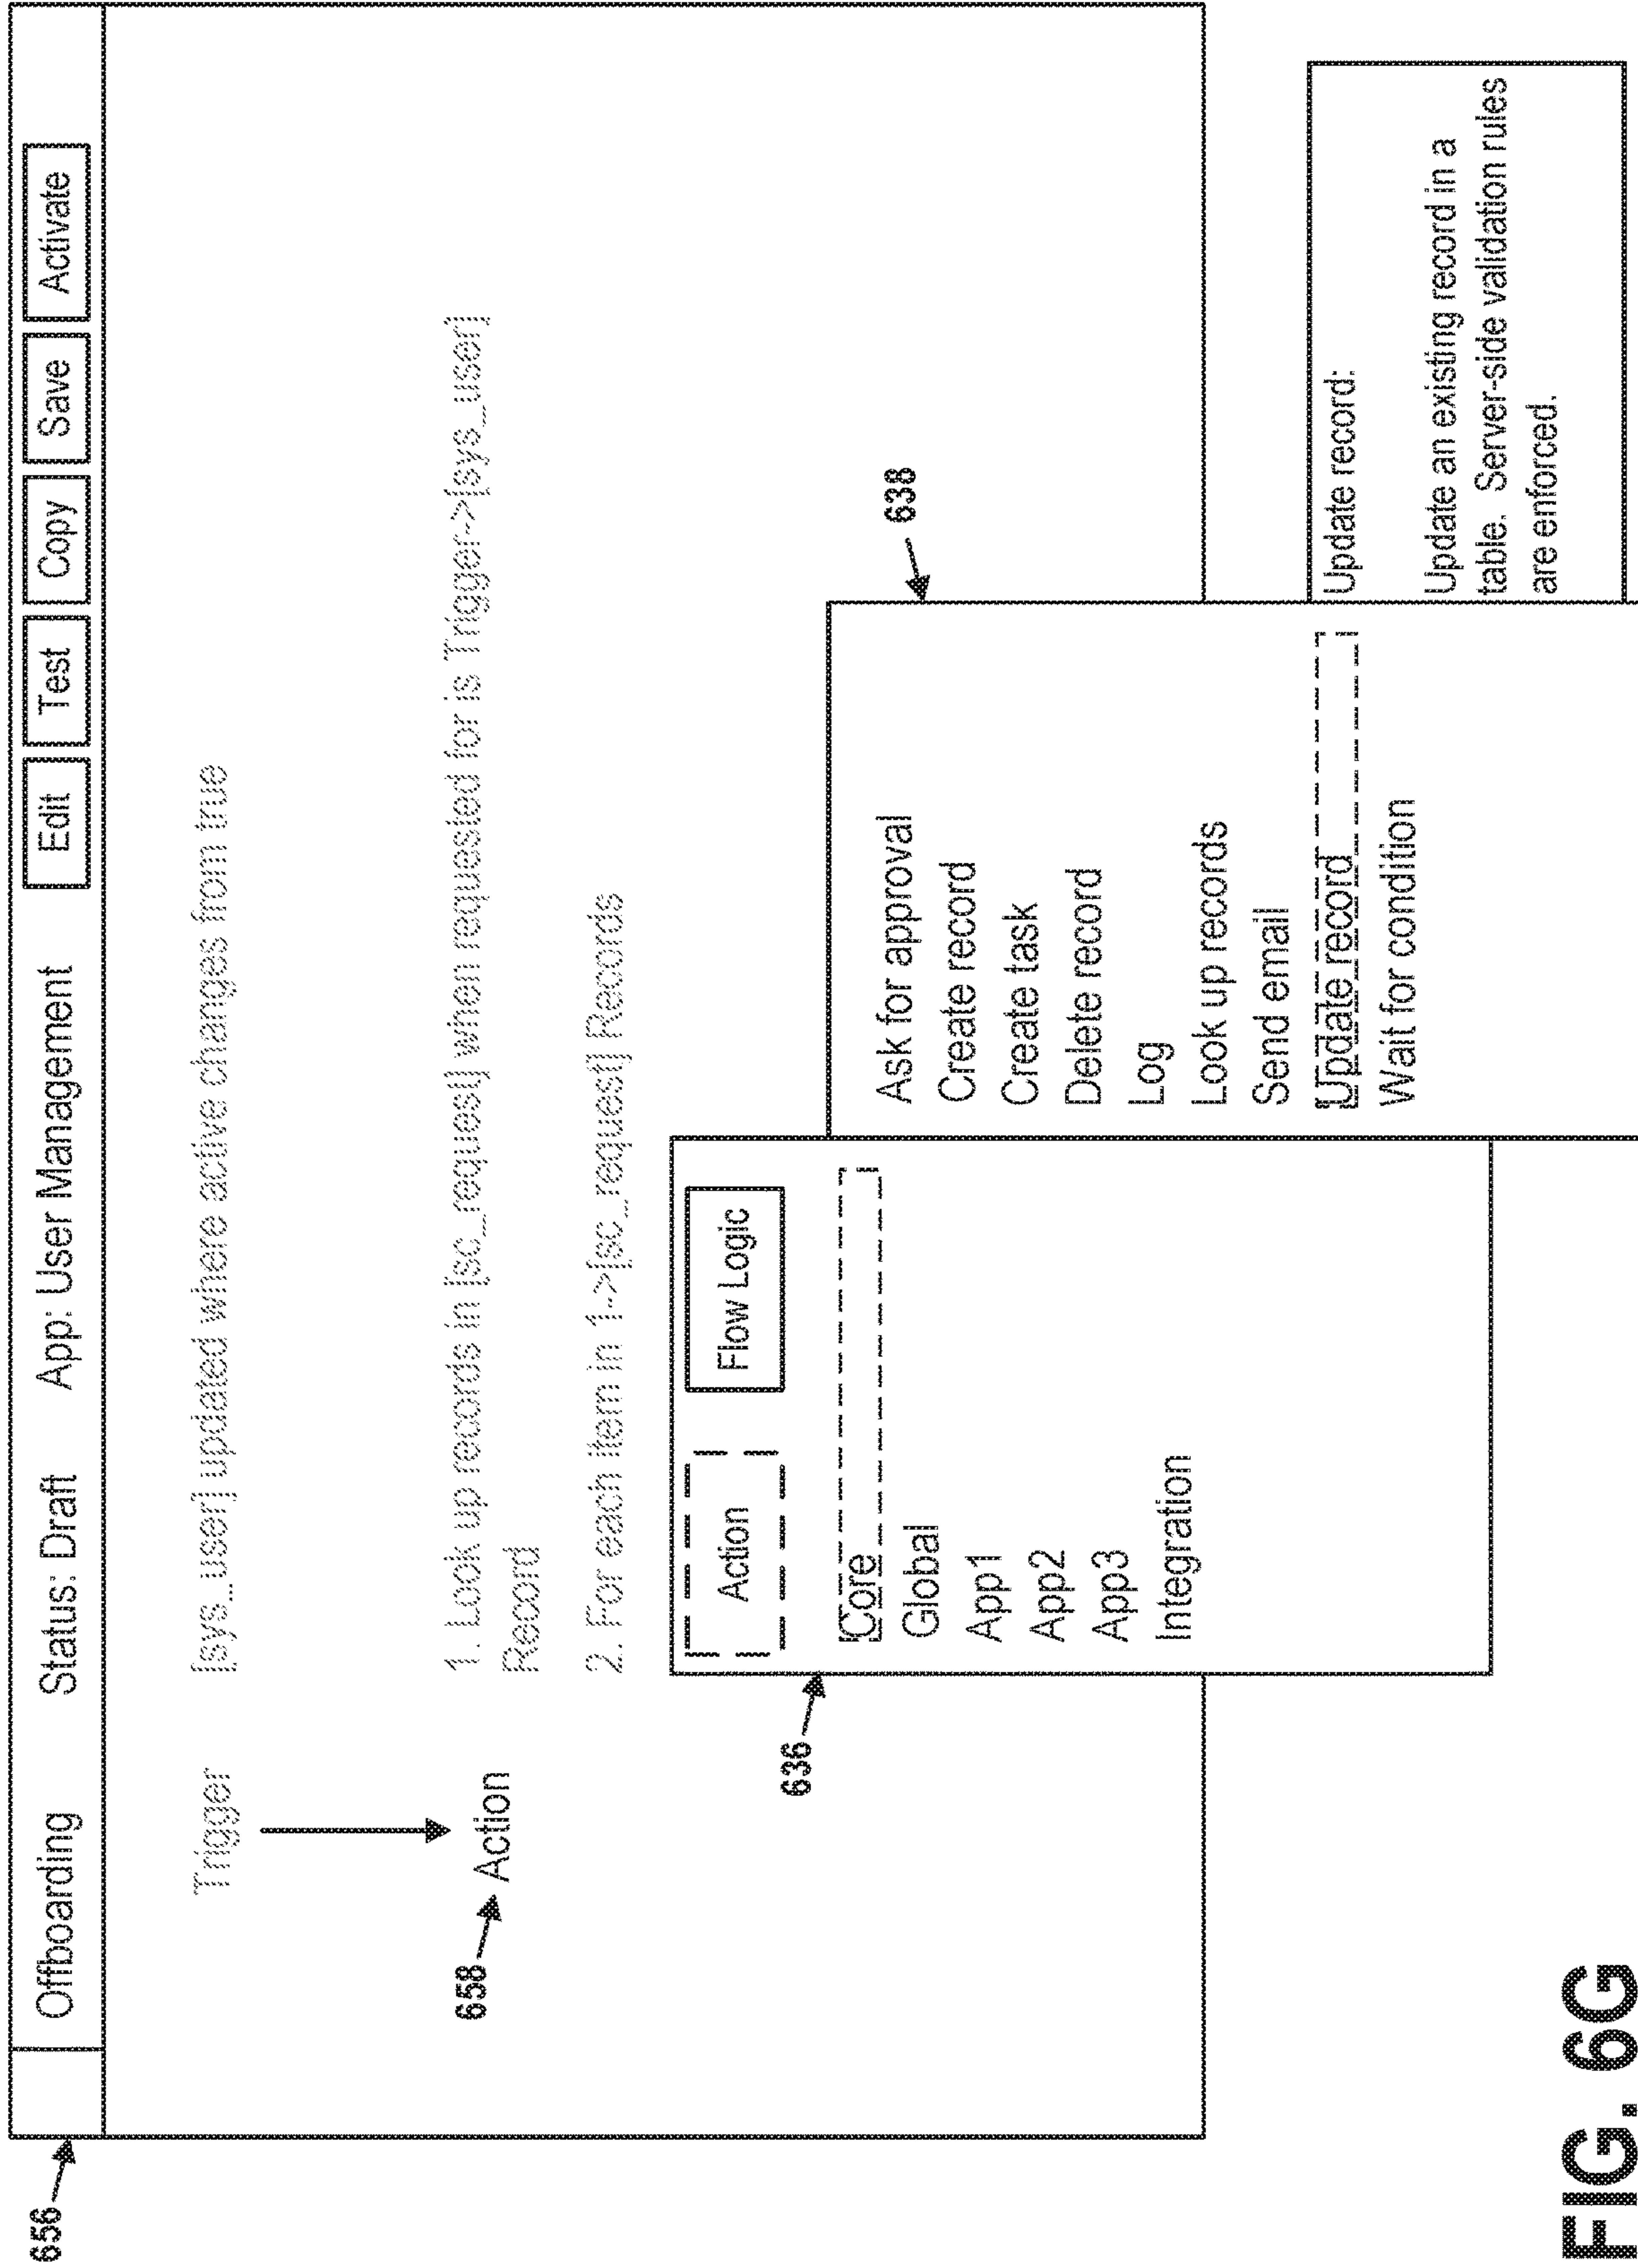 656
Offboarding Status: Draft App: User Management Edit Test Copy Save Activate
Trigger [sys_user] updated where active changes from true
658 Action
1. Look up records in [sc_request] when requested for is Trigger->[sys_user]
Record
2. For each item in 1->[sc_request] Records
636
Action Flow Logic
Core
Global
App1
App2
App3
Integration
638
Ask for approval
Create record
Create task
Delete record
Log
Look up records
Send email
Update record
Wait for condition
Update record:
Update an existing record in a
table. Server-side validation rules
are enforced.
FIG. 6G